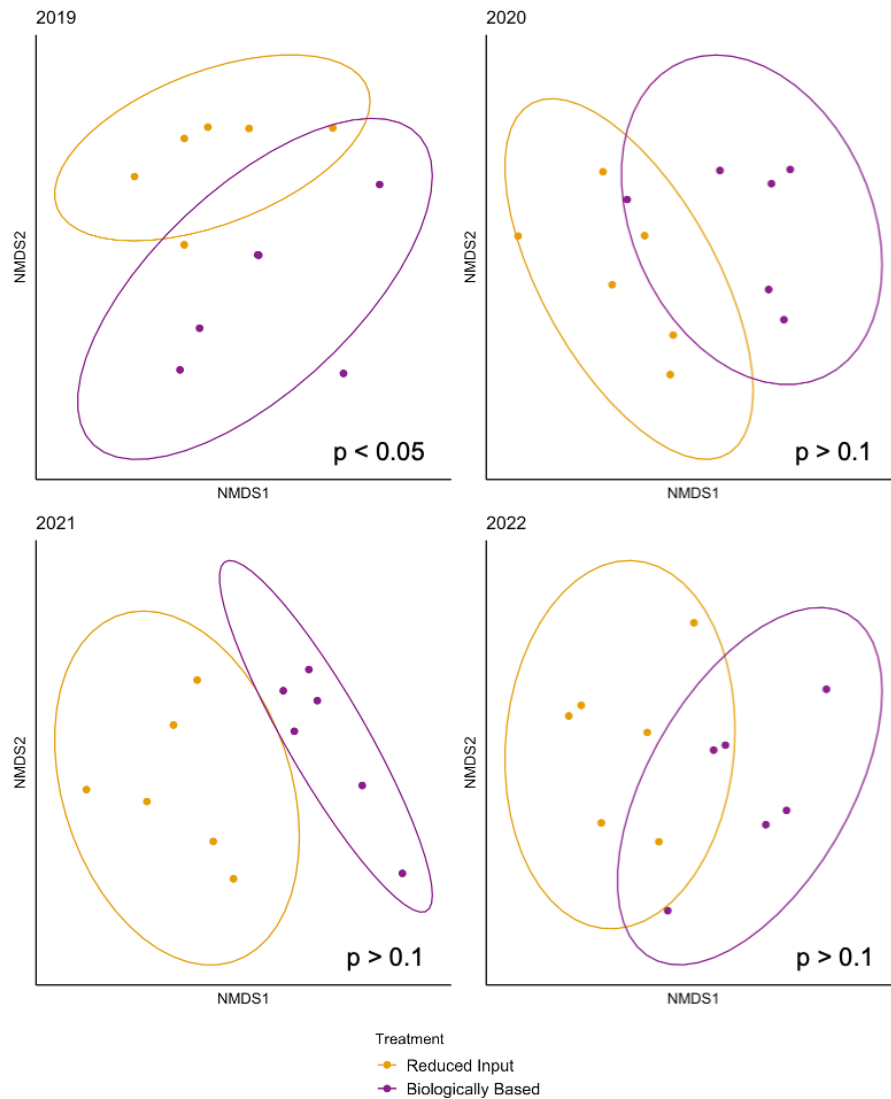 2019
NMDS2
p < 0.05
NMDS1
2020
NMDS2
p > 0.1
NMDS1
2021
NMDS2
p > 0.1
NMDS1
2022
NMDS2
p > 0.1
NMDS1
Treatment
Reduced Input
Biologically Based